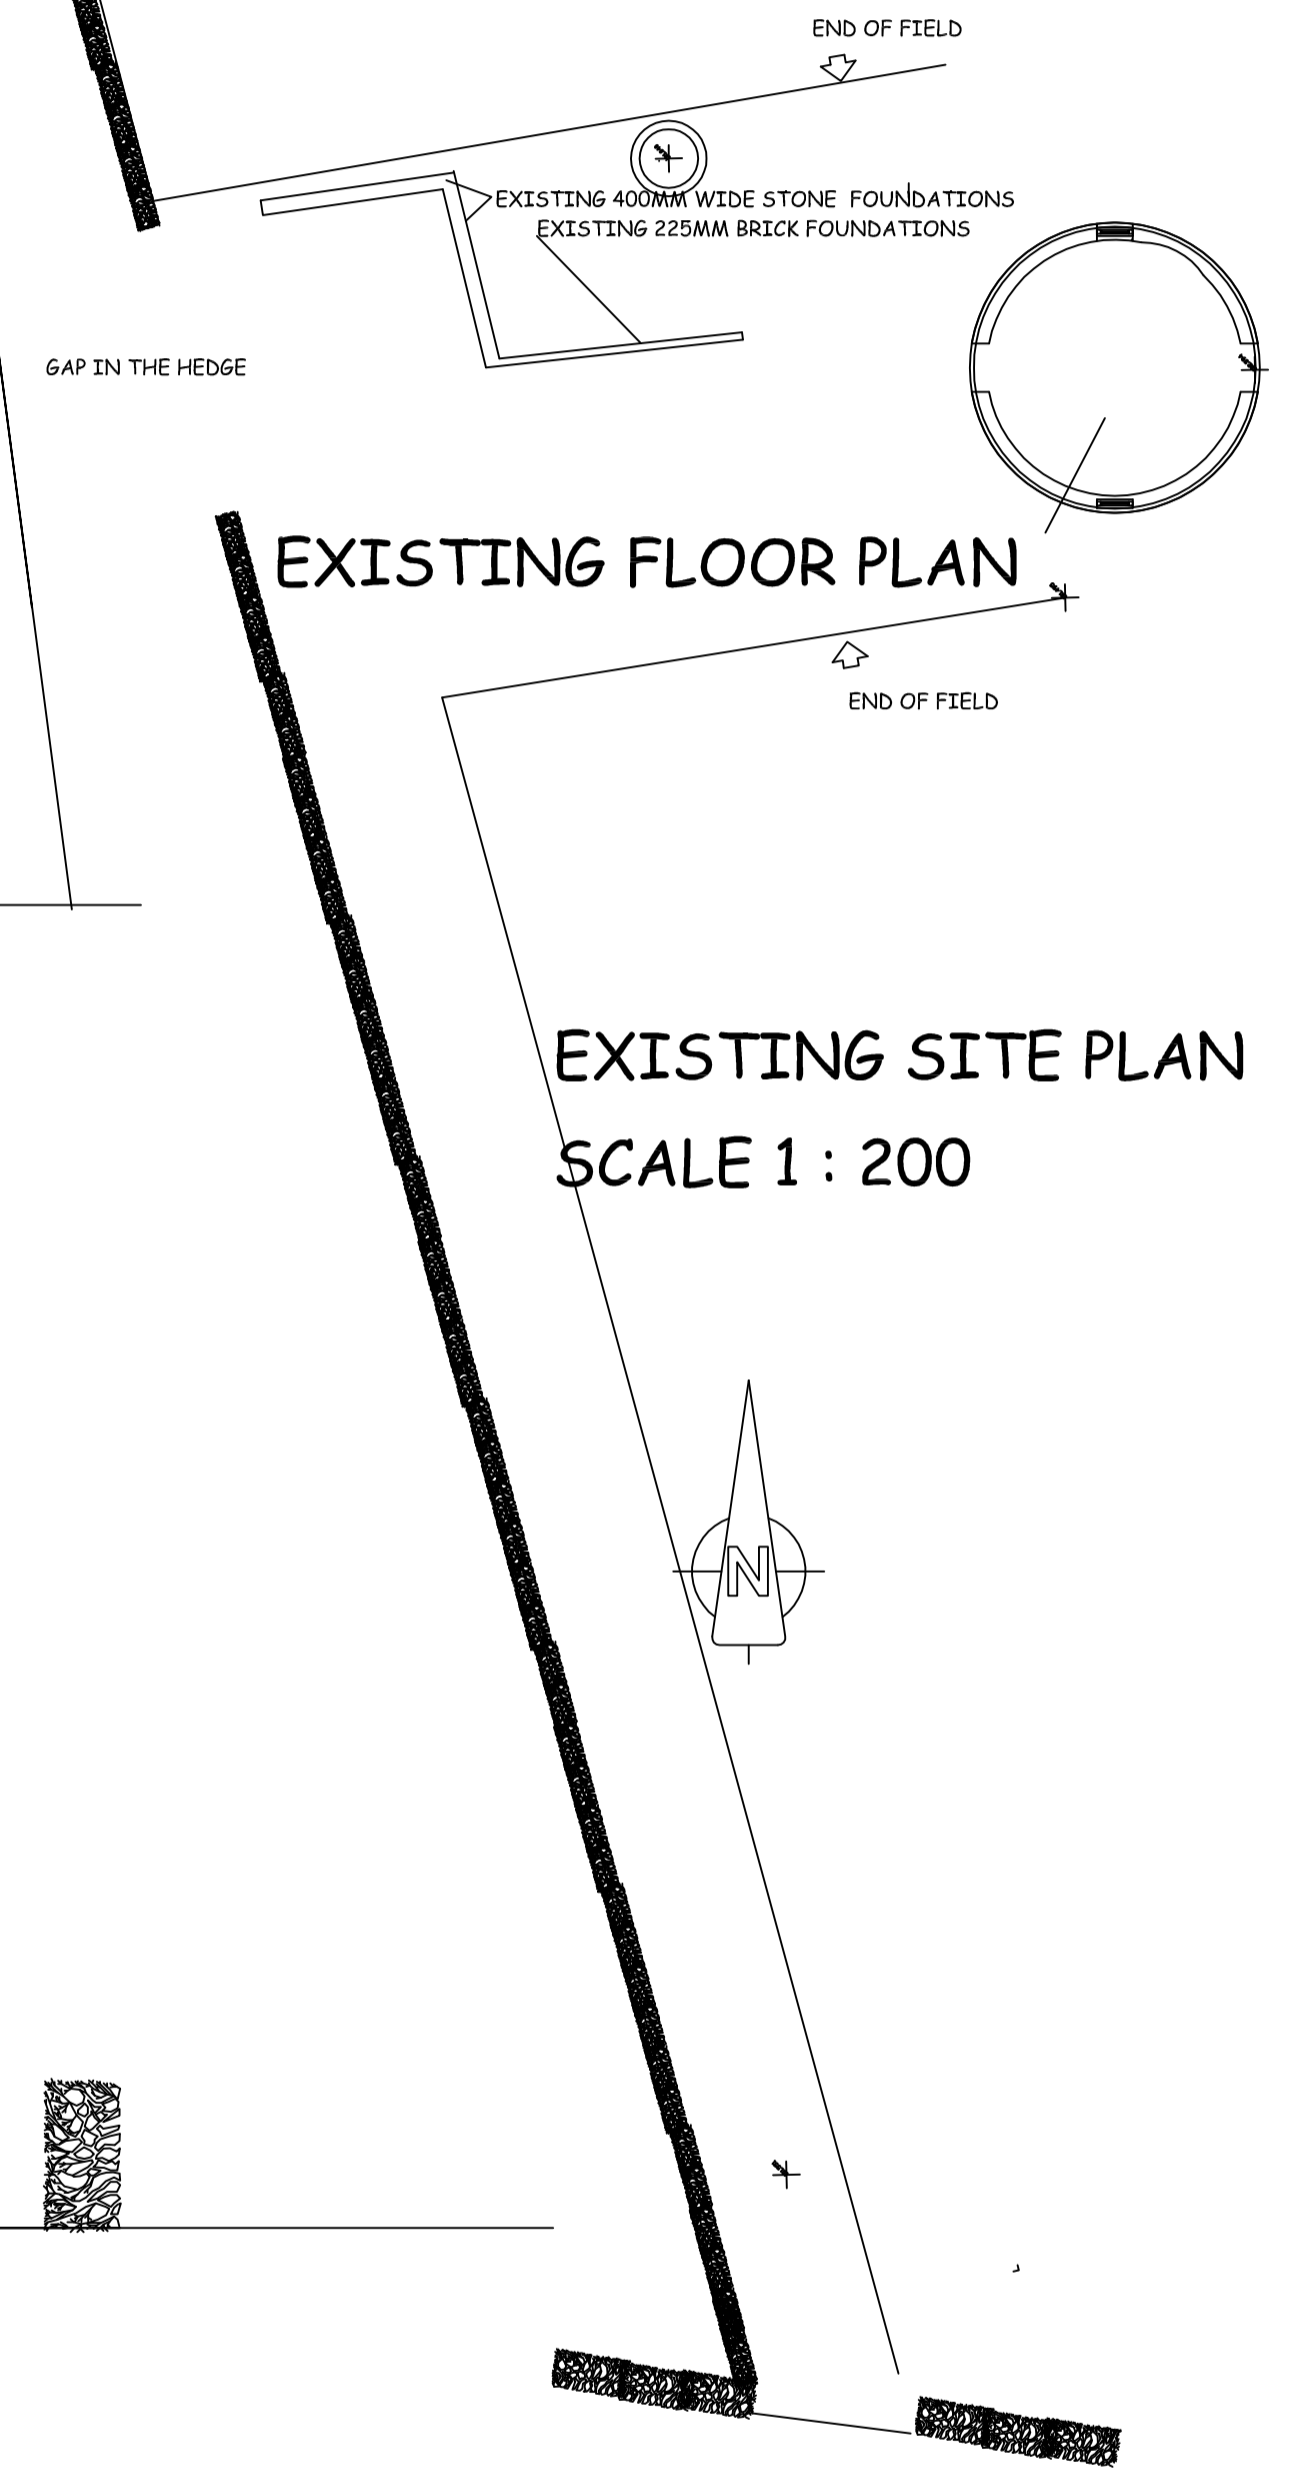 END OF FIELD
EXISTING 400MM WIDE STONE FOUNDATIONS
EXISTING 225MM BRICK FOUNDATIONS
GAP IN THE HEDGE
EXISTING FLOOR PLAN
END OF FIELD
EXISTING SITE PLAN
SCALE 1 : 200
N